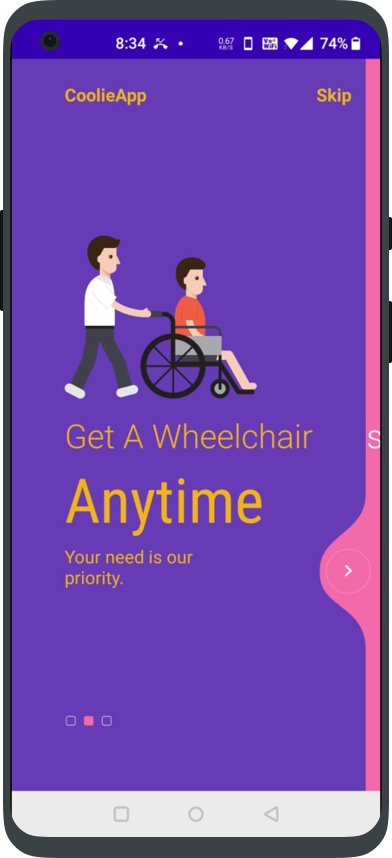 8:34
0.67
KB/S
Vo))
WiFi
74%
CoolieApp
Skip
Get A Wheelchair
S
Anytime
Your need is our
priority.